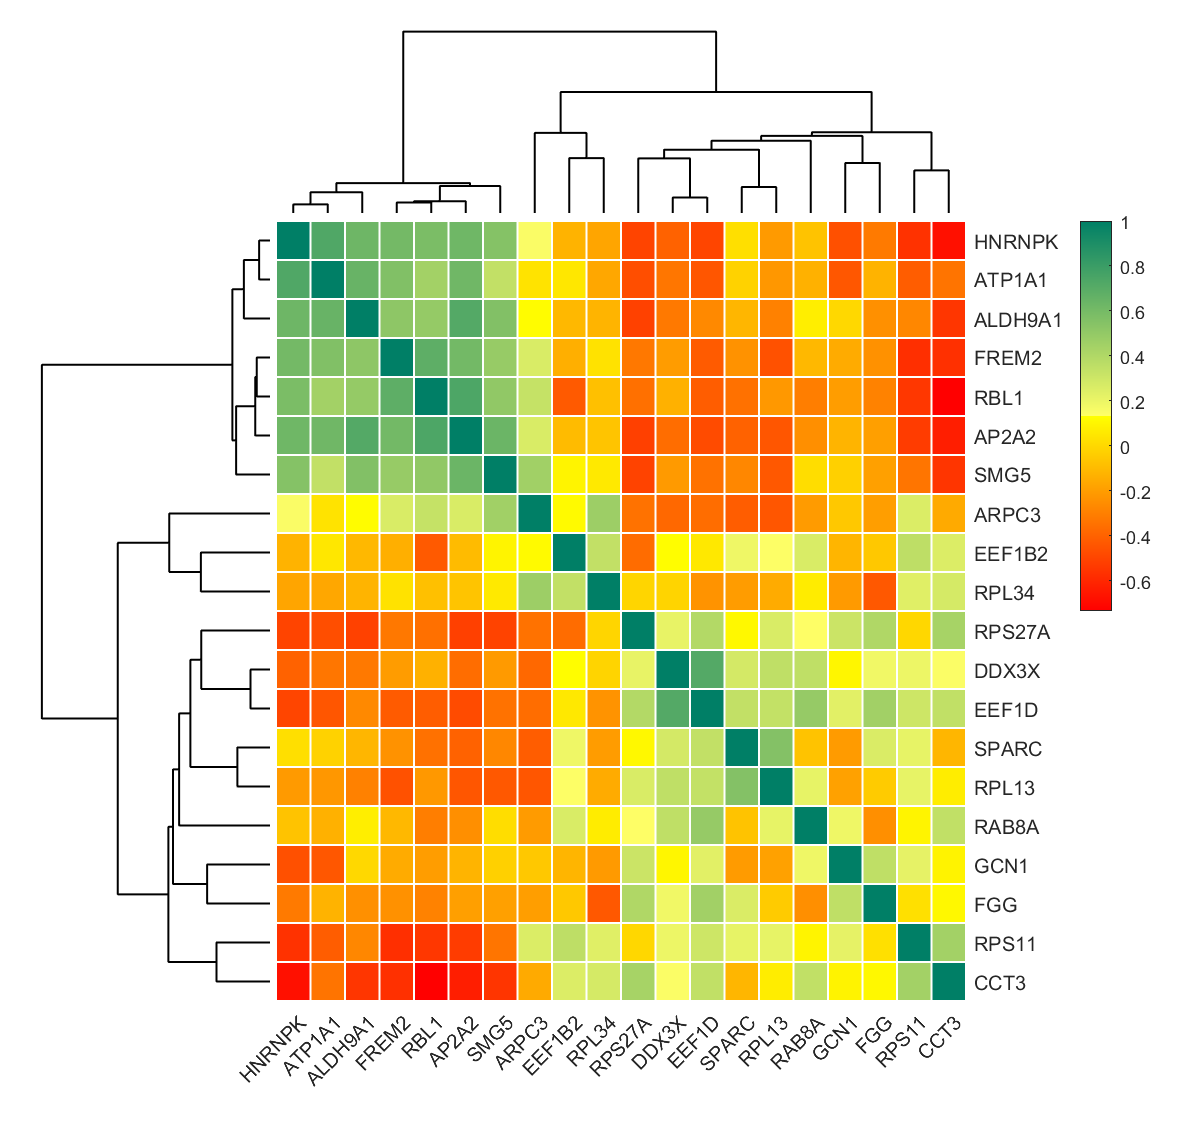 HNRNPK
ATP1A1
ALDH9A1
FREM2
RBL1
AP2A2
SMG5
ARPC3
EEF1B2
RPL34
RPS27A
DDX3X
EEF1D
SPARC
RPL13
RAB8A
GCN1
FGG
RPS11
CCT3
1
0.8
0.6
0.4
0.2
0
-0.2
-0.4
-0.6
HNRNPK
ATP1A1
ALDH9A1
FREM2
RBL1
AP2A2
SMG5
ARPC3
EEF1B2
RPL34
RPS27A
DDX3X
EEF1D
SPARC
RPL13
RAB8A
GCN1
FGG
RPS11
CCT3